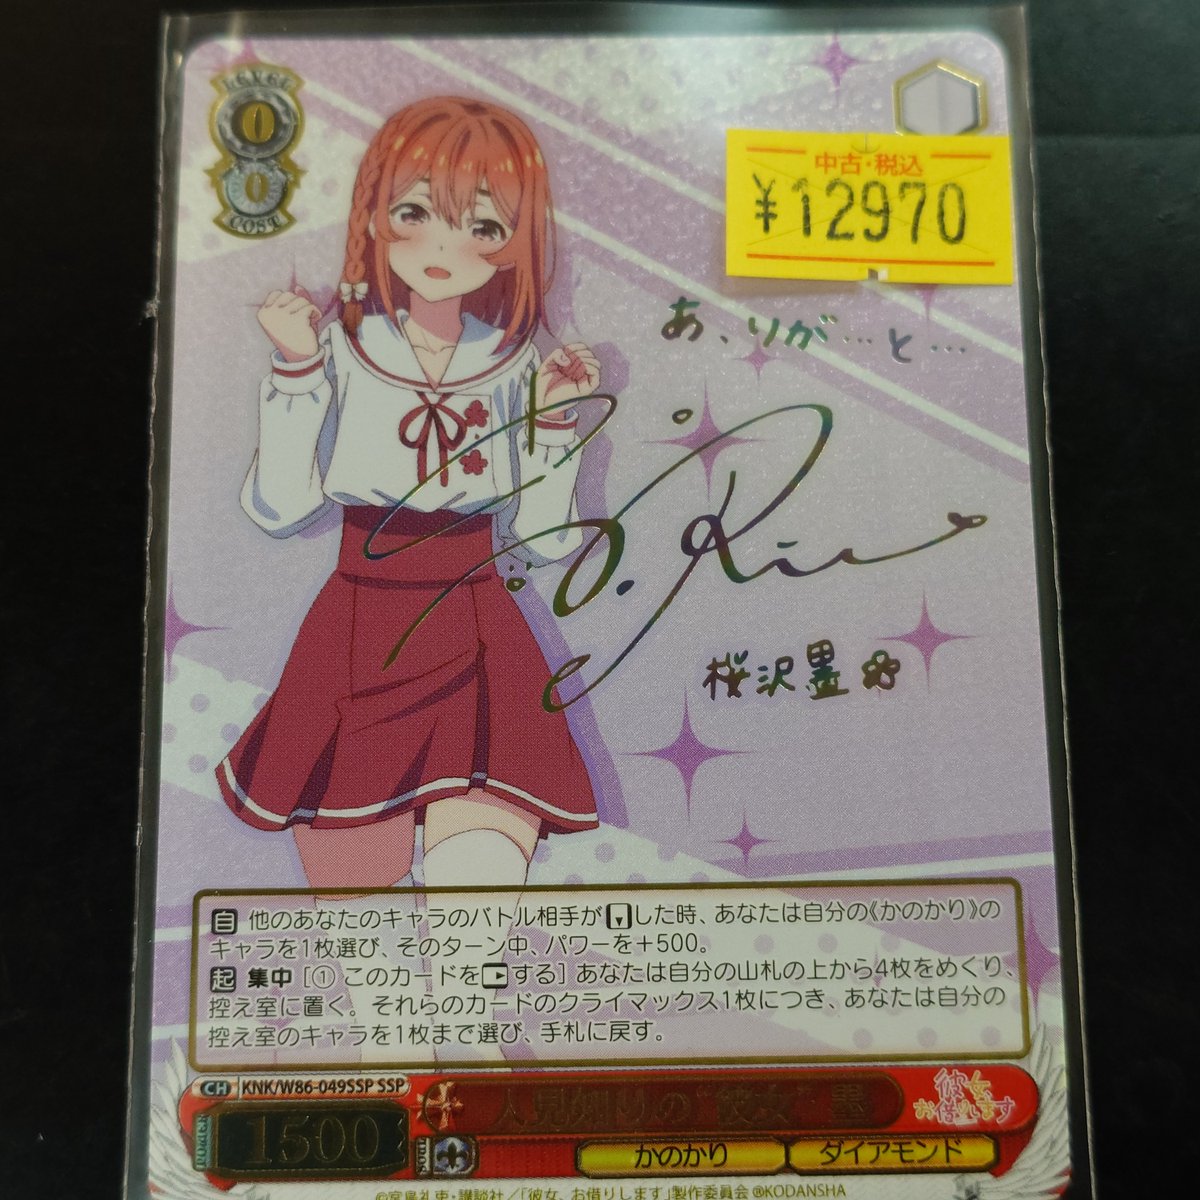 LEVEL
0
0
COST
中古・税込
¥12970
あ、りが…と…
桜沢墨
自 他のあなたのキャラのバトル相手がした時、あなたは自分の《かのかり》の
キャラを1枚選び、そのターン中、パワーを+500。
起 集中 [① このカードをする] あなたは自分の山札の上から4枚をめくり、
控え室に置く。それらのカードのクライマックス1枚につき、あなたは自分の
控え室のキャラを1枚まで選び、手札に戻す。
CH KNK/W86-049SSP SSP
人見知りの“彼女” 墨
彼女、お借りします
POWER 1500 SOUL
かのかり ダイアモンド
©宮島礼吏・講談社/「彼女、お借りします」製作委員会 ®KODANSHA